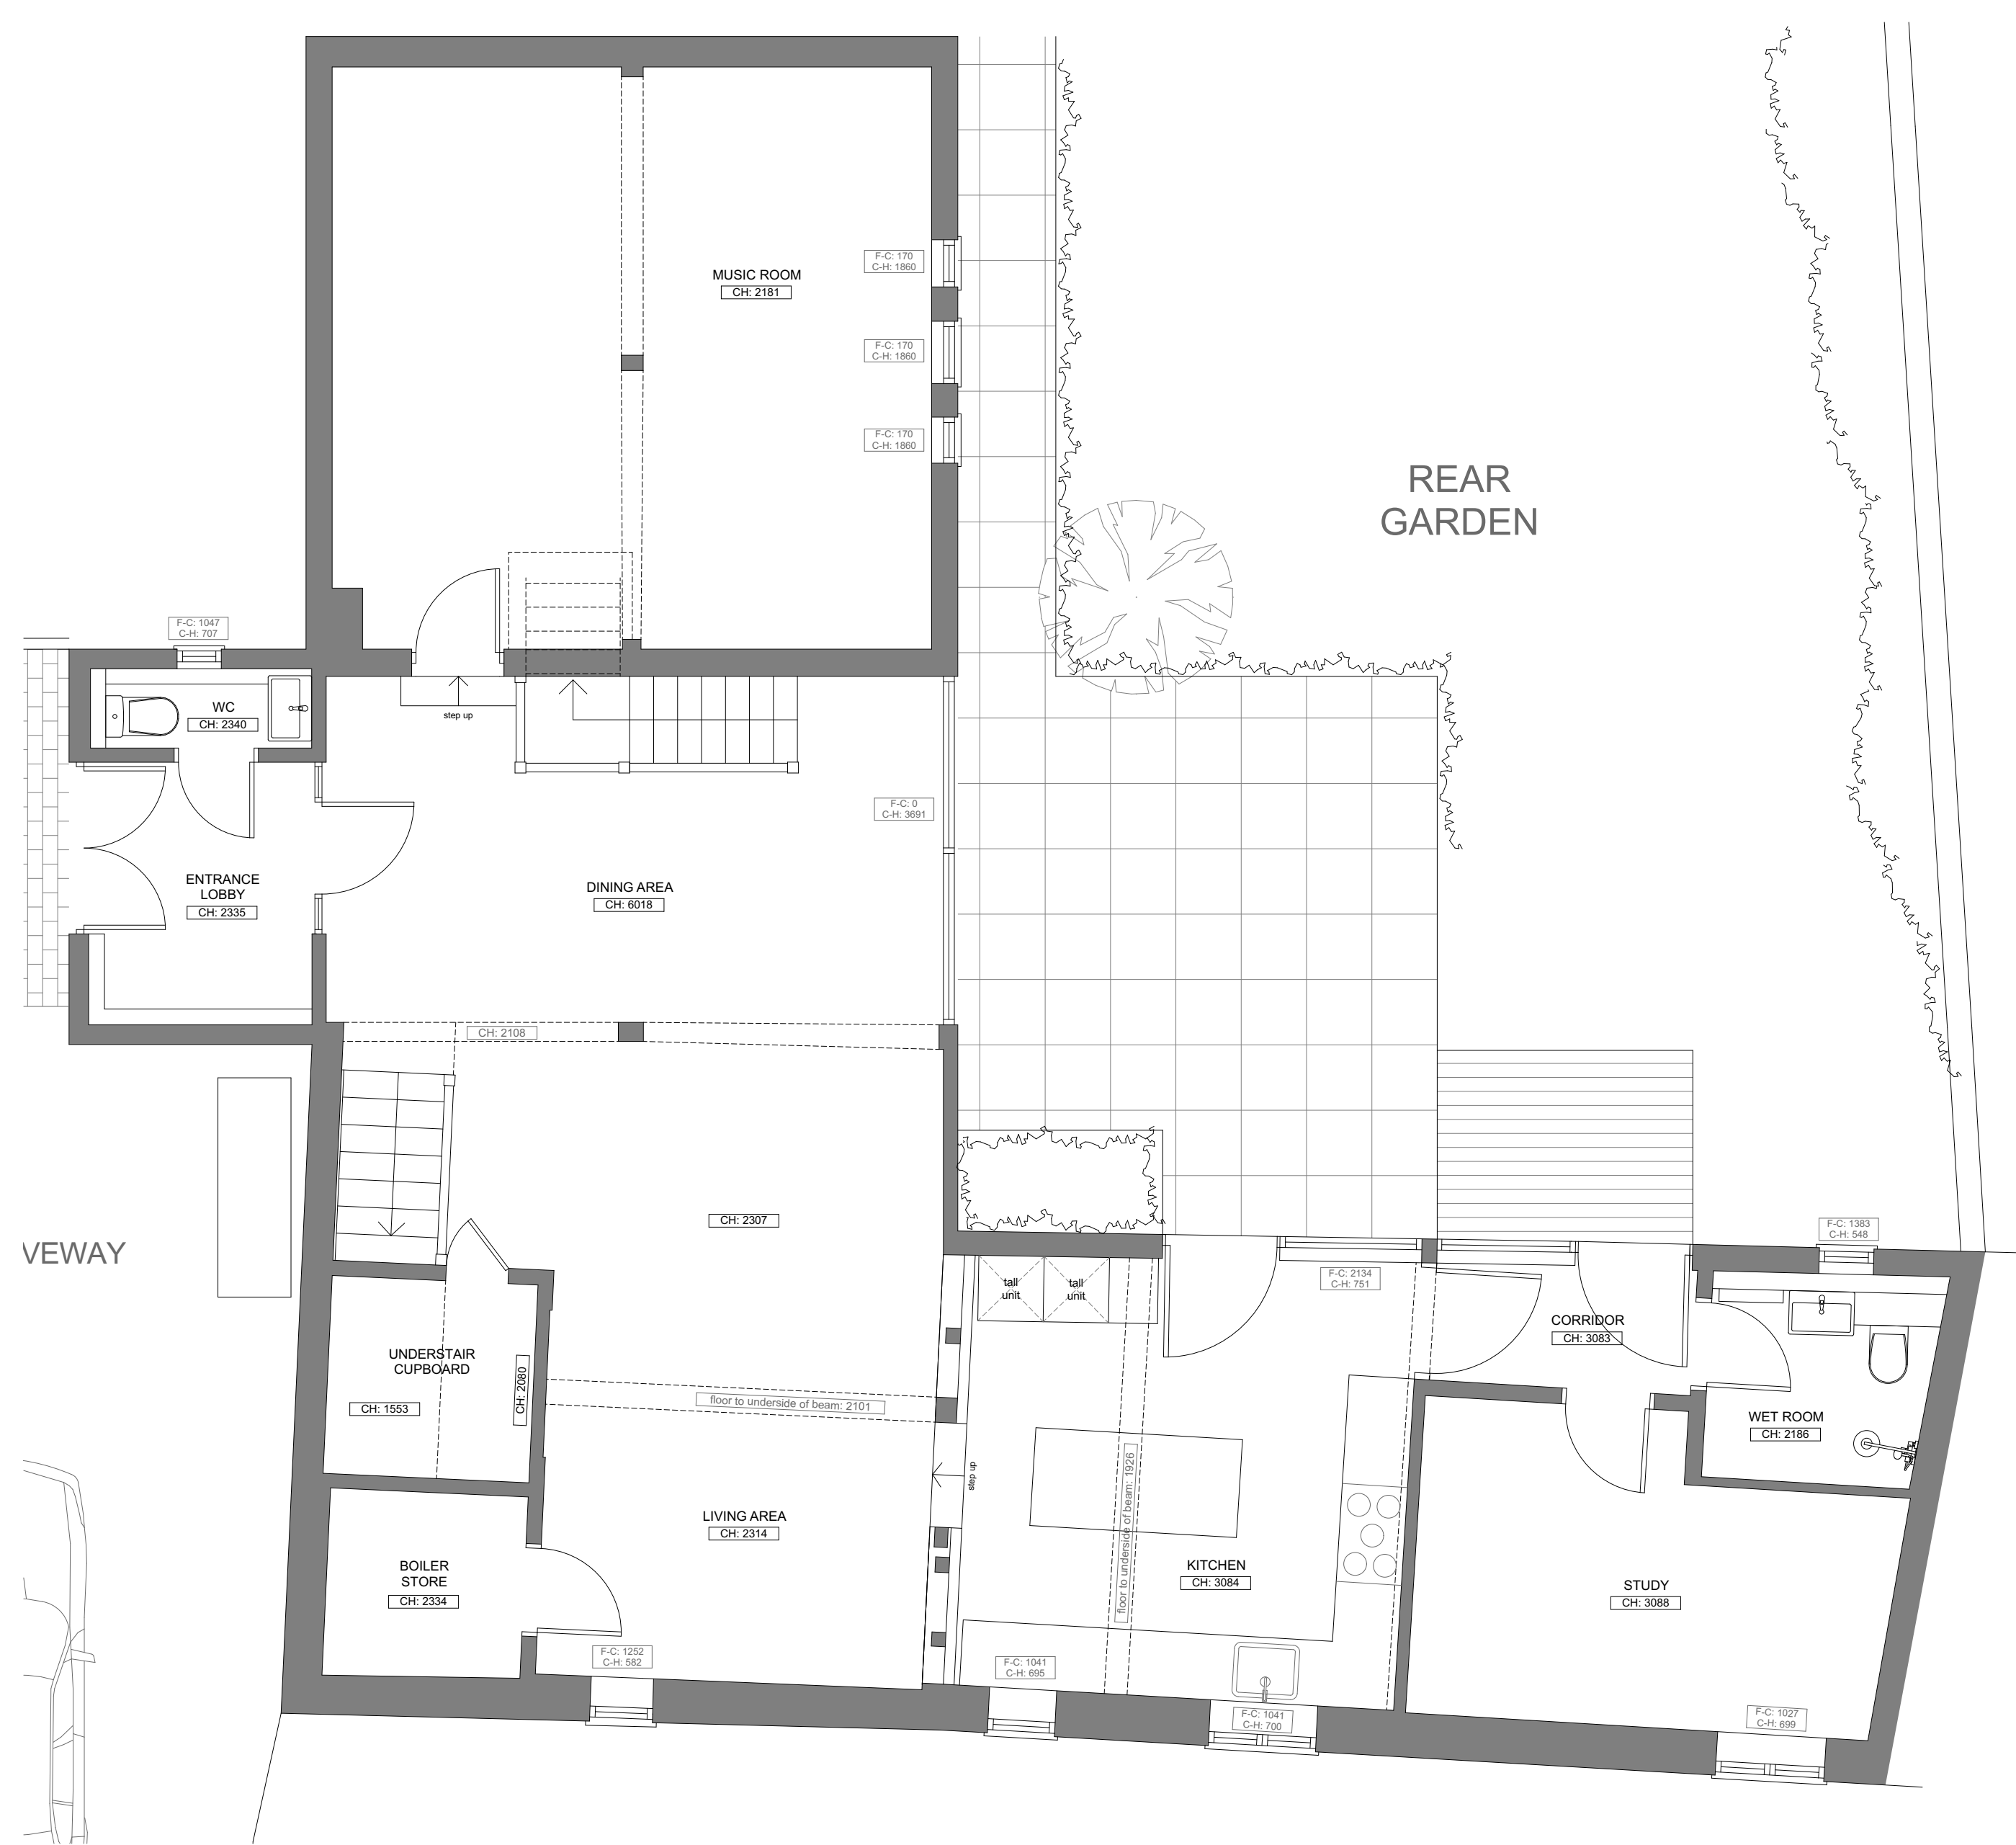 F-C: 170
C-H: 1860
MUSIC ROOM
CH: 2181
F-C: 170
C-H: 1860
F-C: 170
C-H: 1860
REAR
GARDEN
F-C: 1047
C-H: 707
WC
CH: 2340
step up
F-C: 0
C-H: 3691
ENTRANCE
LOBBY
CH: 2335
DINING AREA
CH: 6018
CH: 2108
CH: 2307
VEWAY
F-C: 1383
C-H: 548
tall
unit
tall
unit
F-C: 2134
C-H: 751
CORRIDOR
CH: 3083
UNDERSTAIR
CUPBOARD
CH: 2080
CH: 1553
floor to underside of beam: 2101
WET ROOM
CH: 2186
step up
floor to underside of beam: 1926
LIVING AREA
CH: 2314
BOILER
STORE
CH: 2334
KITCHEN
CH: 3084
STUDY
CH: 3088
F-C: 1252
C-H: 582
F-C: 1041
C-H: 695
F-C: 1041
C-H: 700
F-C: 1027
C-H: 699